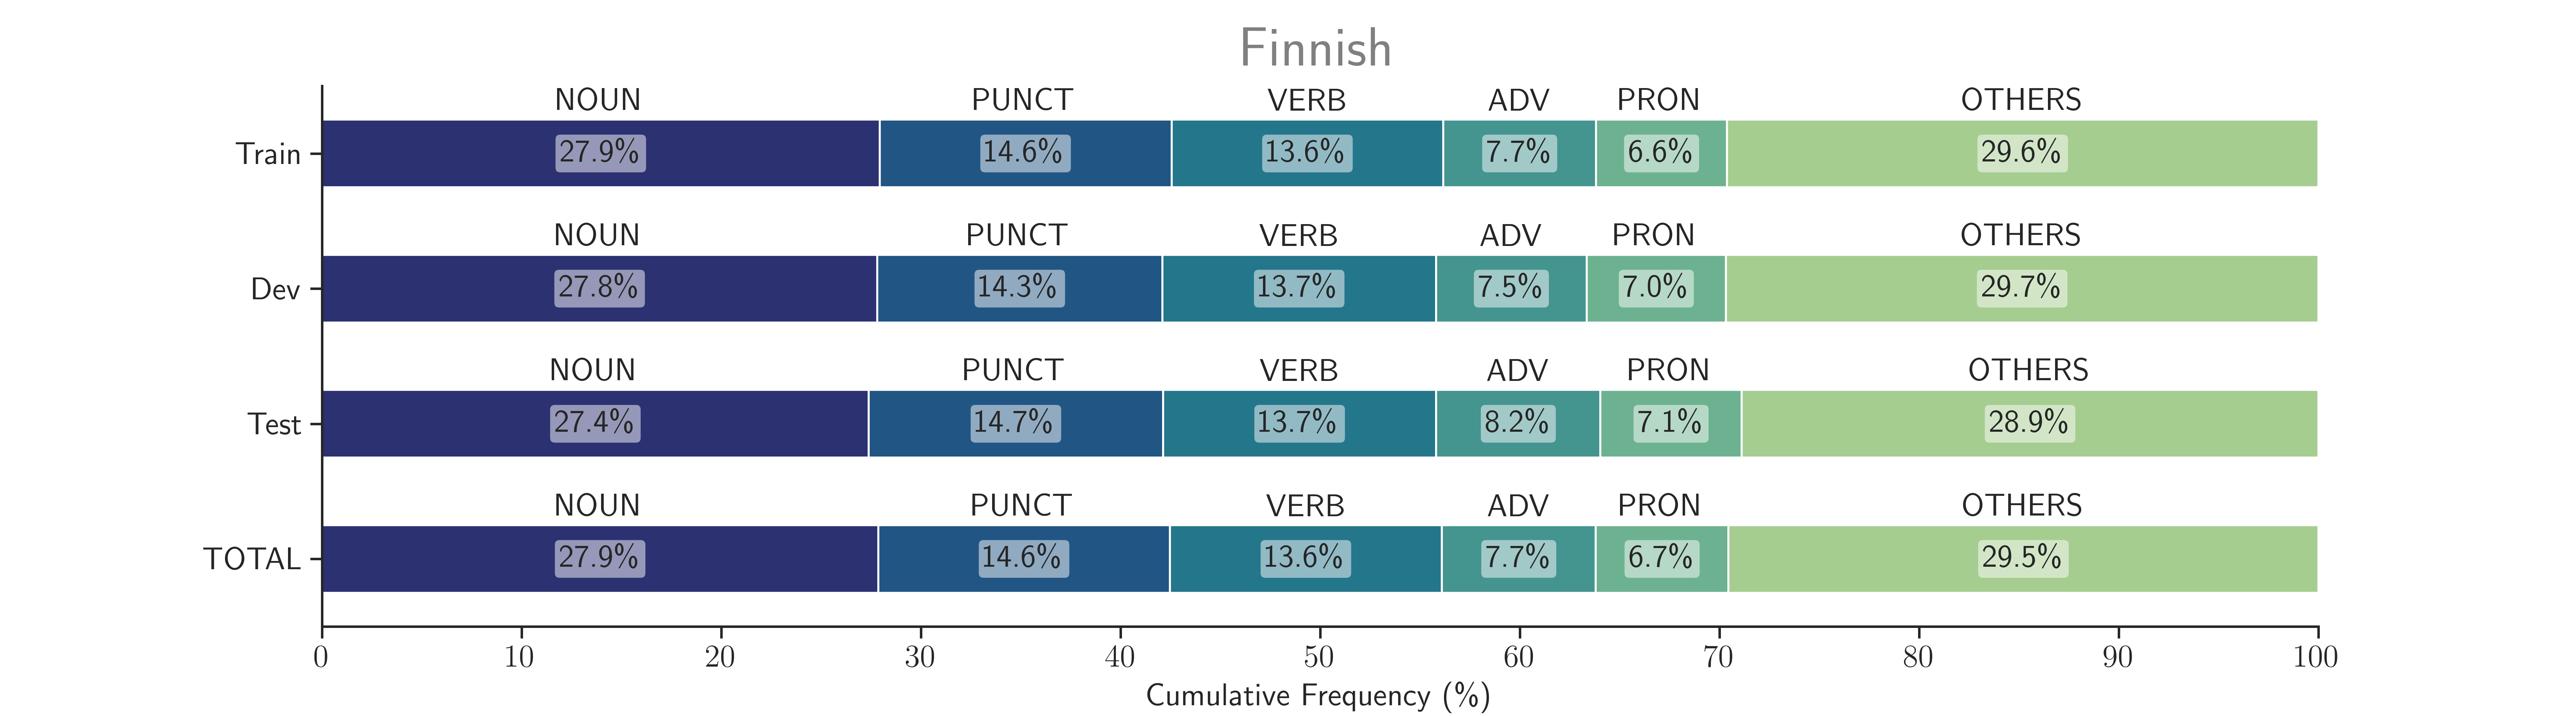 Finnish
NOUN PUNCT VERB ADV PRON OTHERS
Train 27.9% 14.6% 13.6% 7.7% 6.6% 29.6%
NOUN PUNCT VERB ADV PRON OTHERS
Dev 27.8% 14.3% 13.7% 7.5% 7.0% 29.7%
NOUN PUNCT VERB ADV PRON OTHERS
Test 27.4% 14.7% 13.7% 8.2% 7.1% 28.9%
NOUN PUNCT VERB ADV PRON OTHERS
TOTAL 27.9% 14.6% 13.6% 7.7% 6.7% 29.5%
0 10 20 30 40 50 60 70 80 90 100
Cumulative Frequency (%)